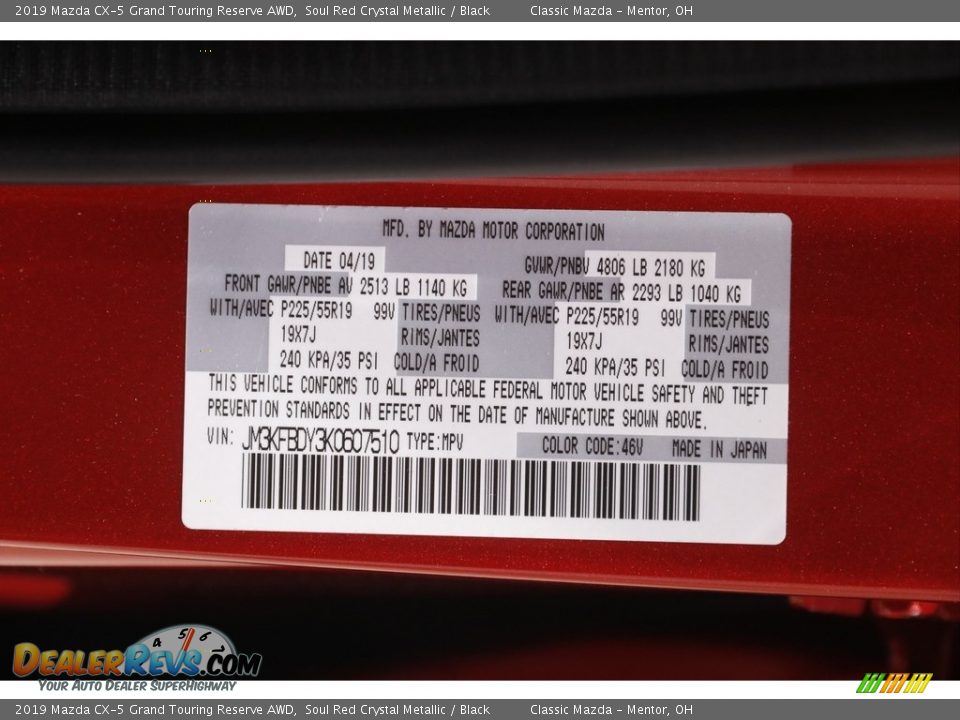 2019 Mazda CX-5 Grand Touring Reserve AWD, Soul Red Crystal Metallic / Black Classic Mazda - Mentor, OH
MFD. BY MAZDA MOTOR CORPORATION
DATE 04/19 GVWR/PNBV 4806 LB 2180 KG
FRONT GAWR/PNBE AV 2513 LB 1140 KG REAR GAWR/PNBE AR 2293 LB 1040 KG
WITH/AVEC P225/55R19 99V TIRES/PNEUS WITH/AVEC P225/55R19 99V TIRES/PNEUS
19X7J RIMS/JANTES 19X7J RIMS/JANTES
240 KPA/35 PSI COLD/A FROID 240 KPA/35 PSI COLD/A FROID
THIS VEHICLE CONFORMS TO ALL APPLICABLE FEDERAL MOTOR VEHICLE SAFETY AND THEFT
PREVENTION STANDARDS IN EFFECT ON THE DATE OF MANUFACTURE SHOWN ABOVE.
VIN: JM3KFBDY3K0607510 TYPE:MPV COLOR CODE:46V MADE IN JAPAN
4 5 6
DEALERREVS.COM
YOUR AUTO DEALER SUPERHIGHWAY
2019 Mazda CX-5 Grand Touring Reserve AWD, Soul Red Crystal Metallic / Black Classic Mazda - Mentor, OH